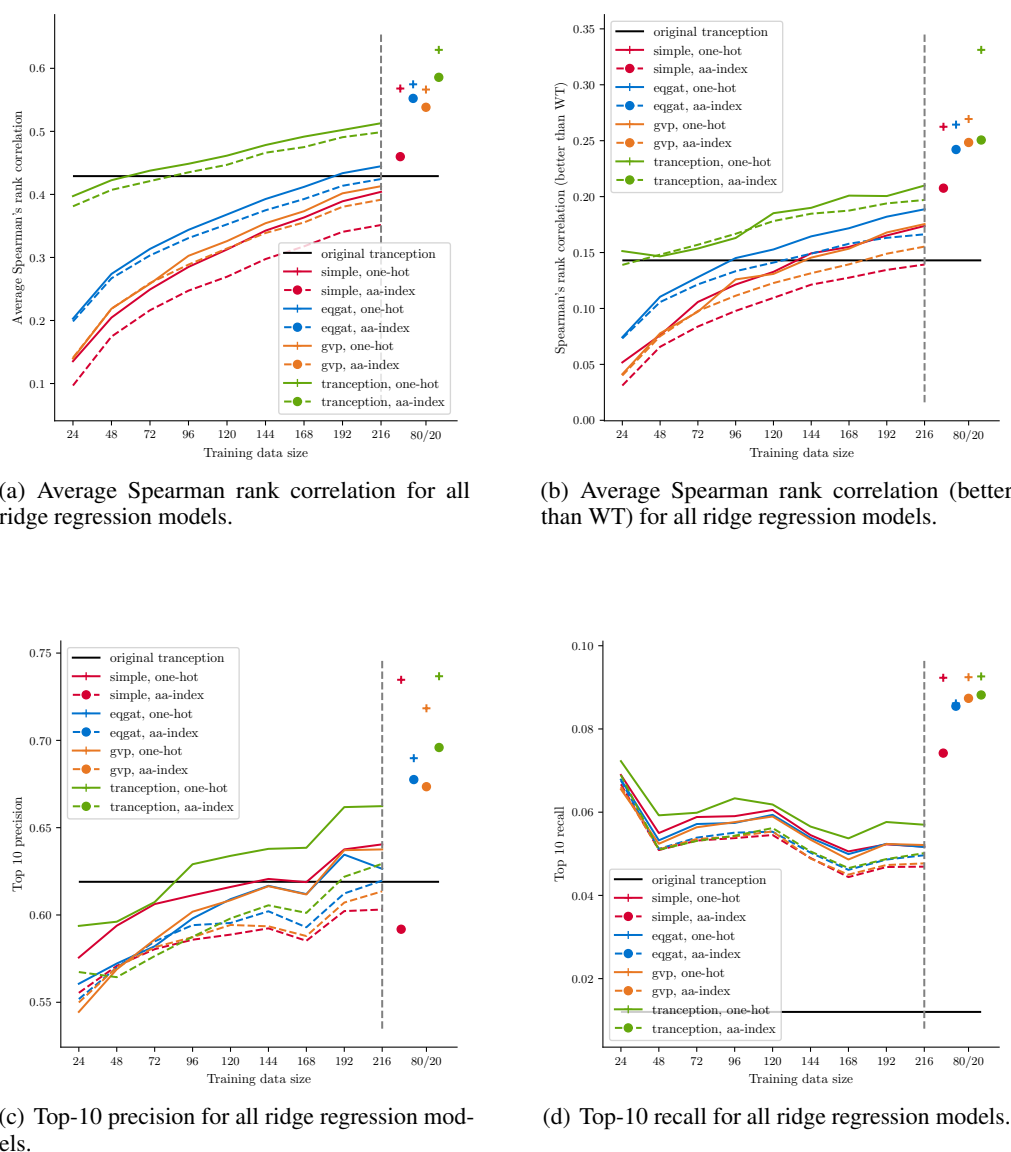 Average Spearman's rank correlation
0.6
0.5
0.4
0.3
0.2
0.1
original tranception
simple, one-hot
simple, aa-index
eqgat, one-hot
eqgat, aa-index
gvp, one-hot
gvp, aa-index
tranception, one-hot
tranception, aa-index
24 48 72 96 120 144 168 192 216 80/20
Training data size
(a) Average Spearman rank correlation for all
ridge regression models.
Spearman's rank correlation (better than WT)
0.35
0.30
0.25
0.20
0.15
0.10
0.05
0.00
original tranception
simple, one-hot
simple, aa-index
eqgat, one-hot
eqgat, aa-index
gvp, one-hot
gvp, aa-index
tranception, one-hot
tranception, aa-index
24 48 72 96 120 144 168 192 216 80/20
Training data size
(b) Average Spearman rank correlation (better
than WT) for all ridge regression models.
Top 10 precision
0.75
0.70
0.65
0.60
0.55
original tranception
simple, one-hot
simple, aa-index
eqgat, one-hot
eqgat, aa-index
gvp, one-hot
gvp, aa-index
tranception, one-hot
tranception, aa-index
24 48 72 96 120 144 168 192 216 80/20
Training data size
(c) Top-10 precision for all ridge regression mod-
els.
Top 10 recall
0.10
0.08
0.06
0.04
0.02
original tranception
simple, one-hot
simple, aa-index
eqgat, one-hot
eqgat, aa-index
gvp, one-hot
gvp, aa-index
tranception, one-hot
tranception, aa-index
24 48 72 96 120 144 168 192 216 80/20
Training data size
(d) Top-10 recall for all ridge regression models.